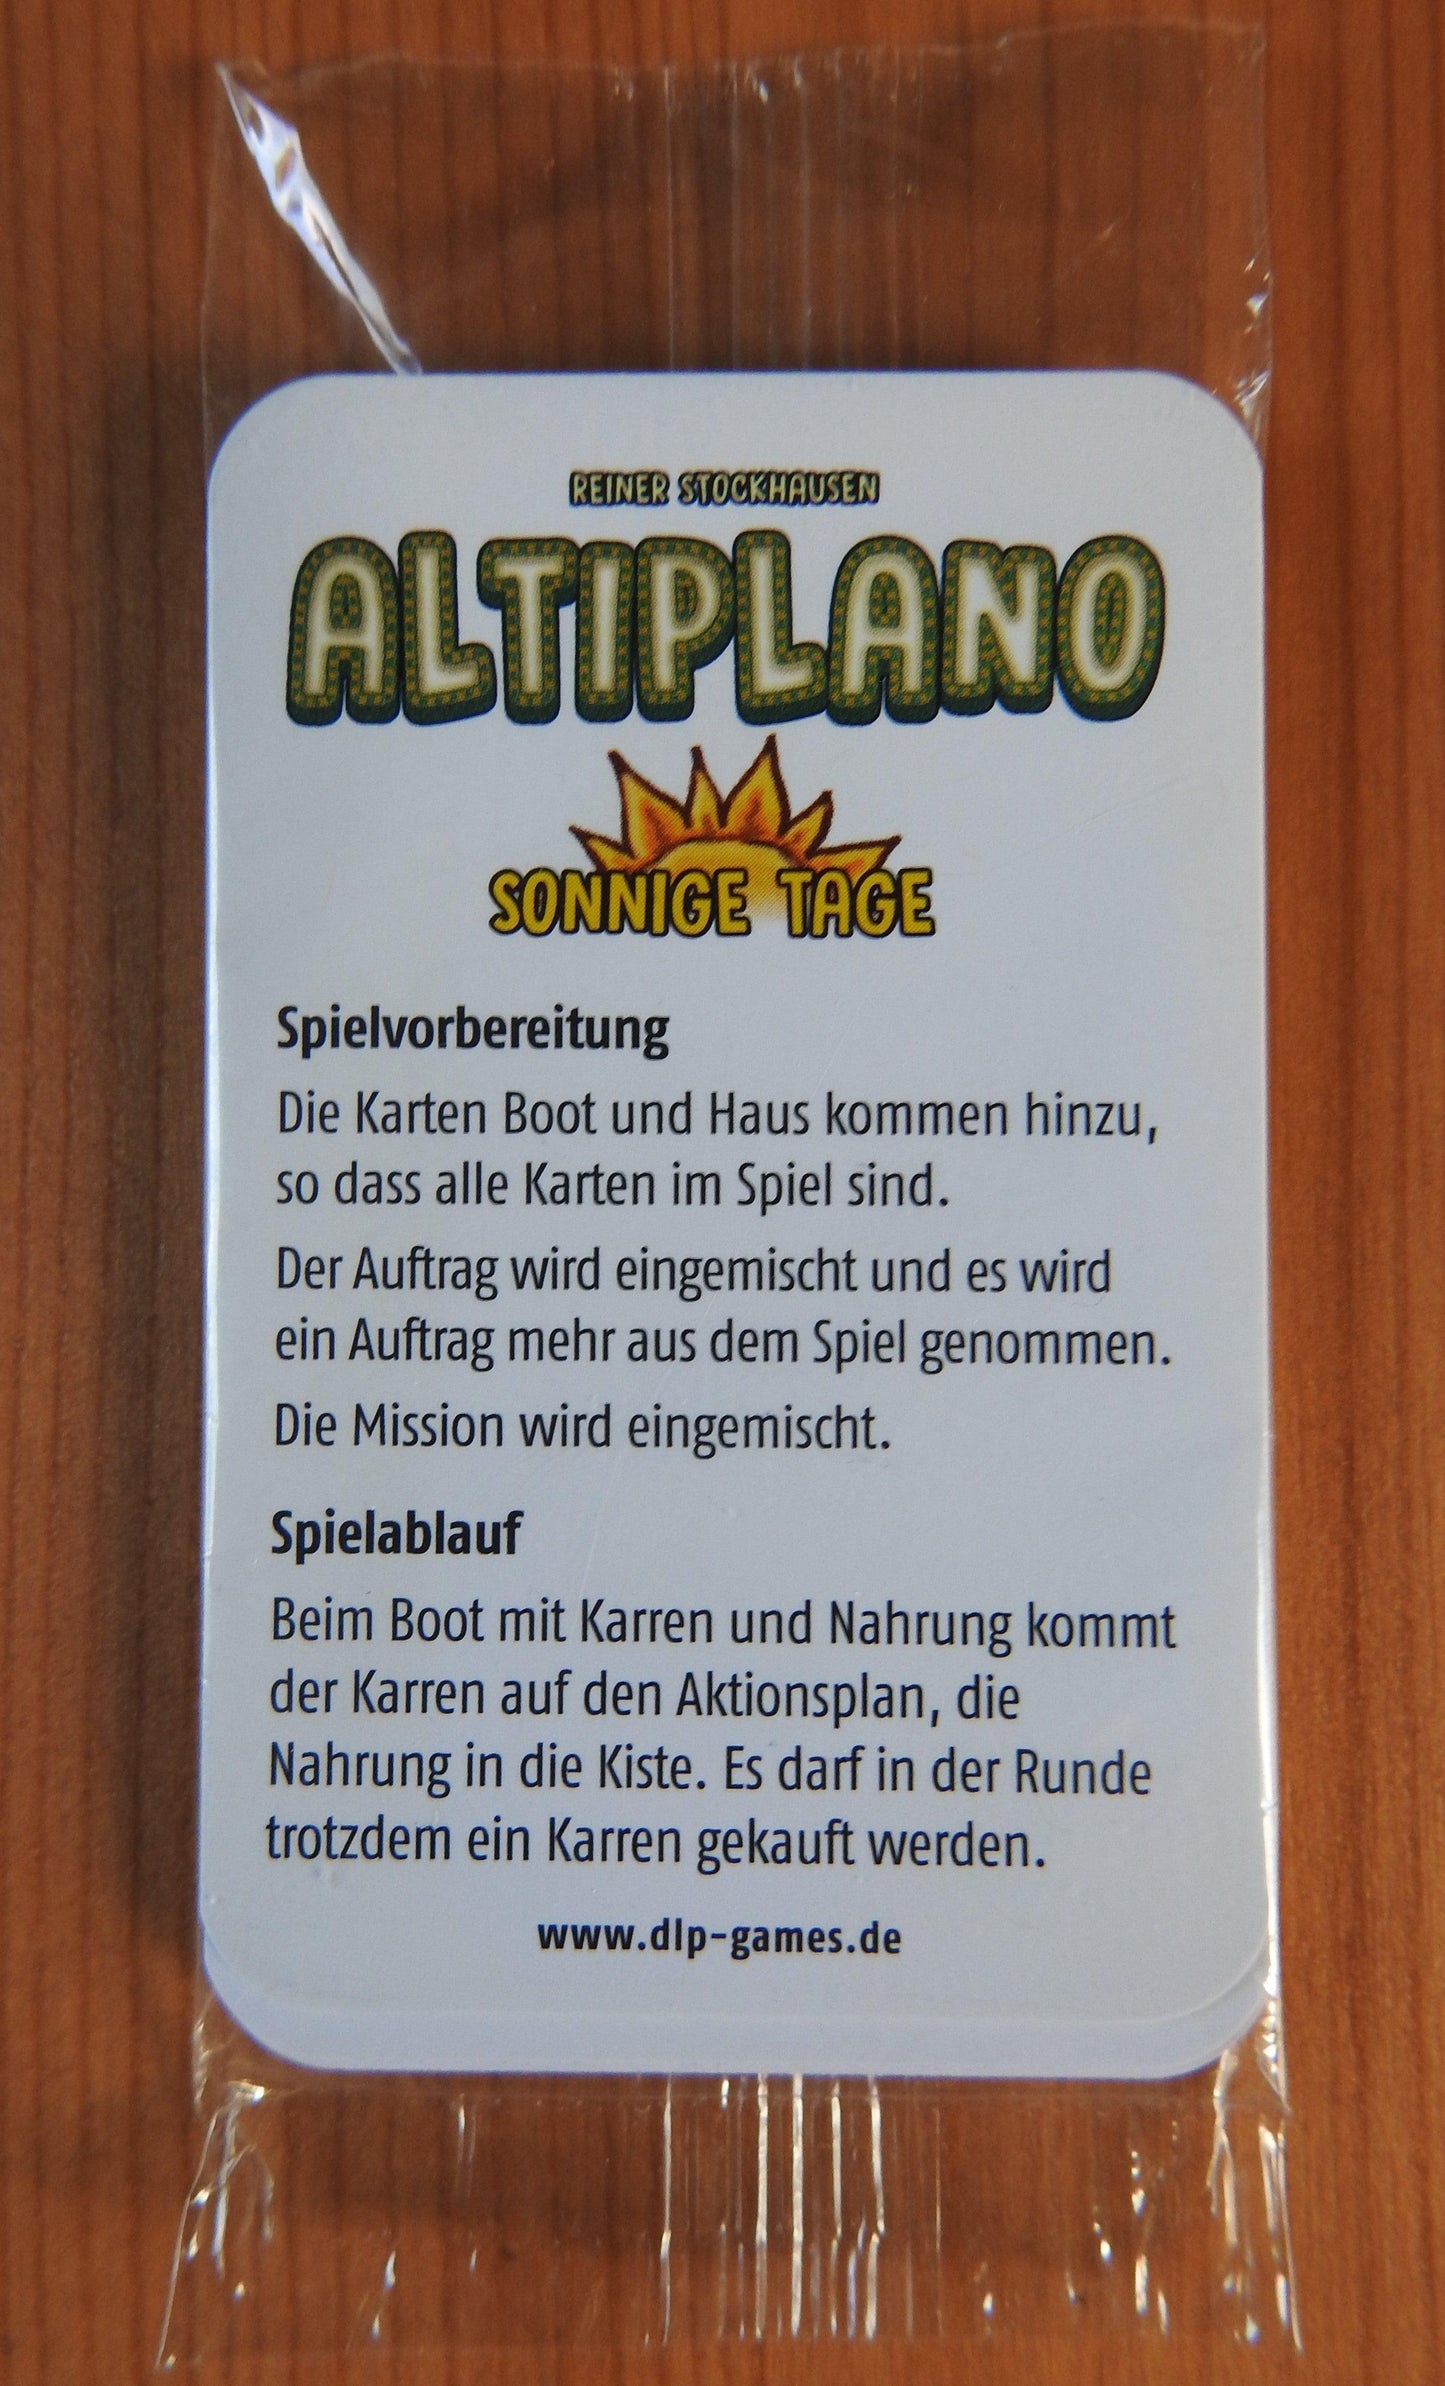 REINER STOCKHAUSEN
ALTIPLANO
SONNIGE TAGE
Spielvorbereitung
Die Karten Boot und Haus kommen hinzu,
so dass alle Karten im Spiel sind.
Der Auftrag wird eingemischt und es wird
ein Auftrag mehr aus dem Spiel genommen.
Die Mission wird eingemischt.
Spielablauf
Beim Boot mit Karren und Nahrung kommt
der Karren auf den Aktionsplan, die
Nahrung in die Kiste. Es darf in der Runde
trotzdem ein Karren gekauft werden.
www.dlp-games.de